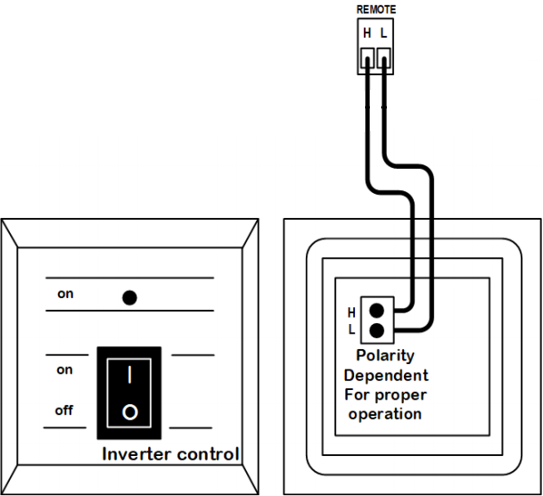 REMOTE
H L
on
on
off
Inverter control
H
L
Polarity
Dependent
For proper
operation